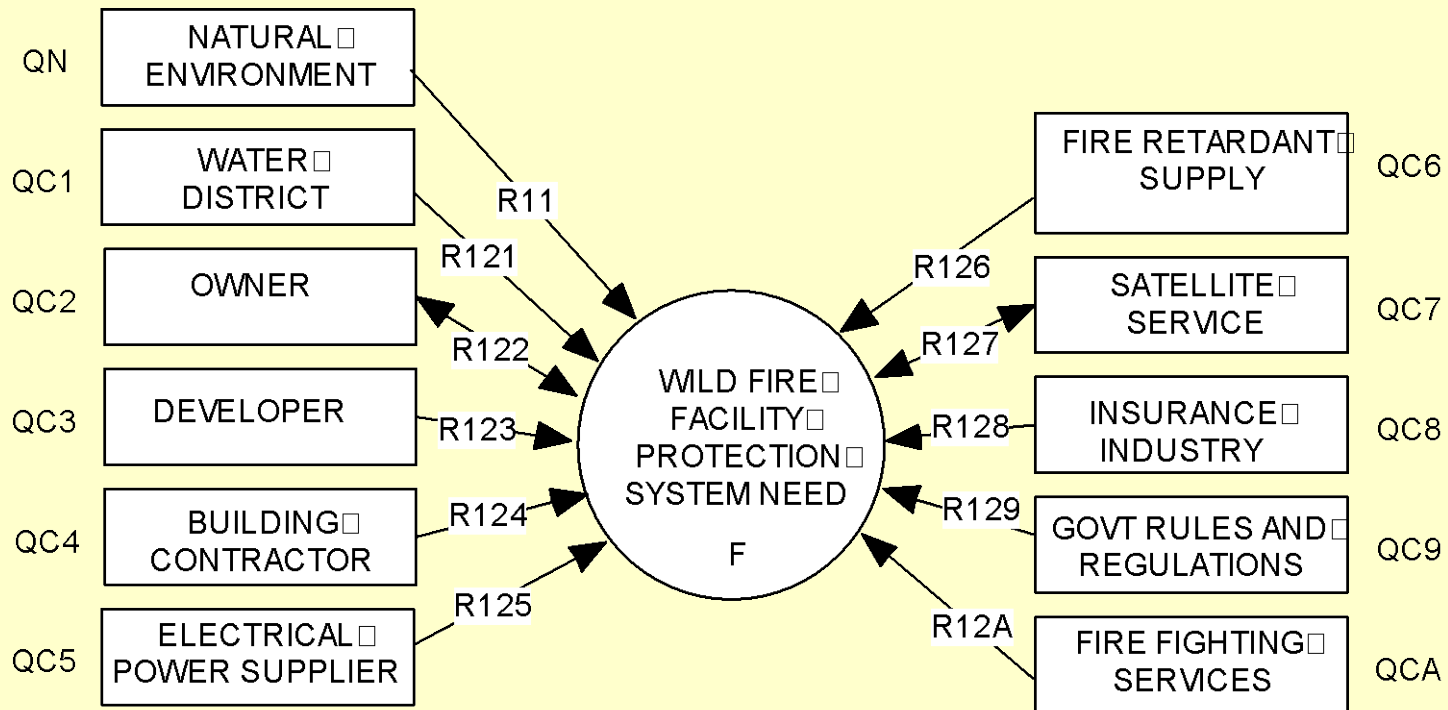 QN
NATURAL
ENVIRONMENT
QC1
WATER
DISTRICT
QC2
OWNER
QC3
DEVELOPER
QC4
BUILDING
CONTRACTOR
QC5
ELECTRICAL
POWER SUPPLIER
R11
R121
R122
R123
R124
R125
WILD FIRE
FACILITY
PROTECTION
SYSTEM NEED
F
R126
R127
R128
R129
R12A
FIRE RETARDANT
SUPPLY
QC6
SATELLITE
SERVICE
QC7
INSURANCE
INDUSTRY
QC8
GOVT RULES AND
REGULATIONS
QC9
FIRE FIGHTING
SERVICES
QCA